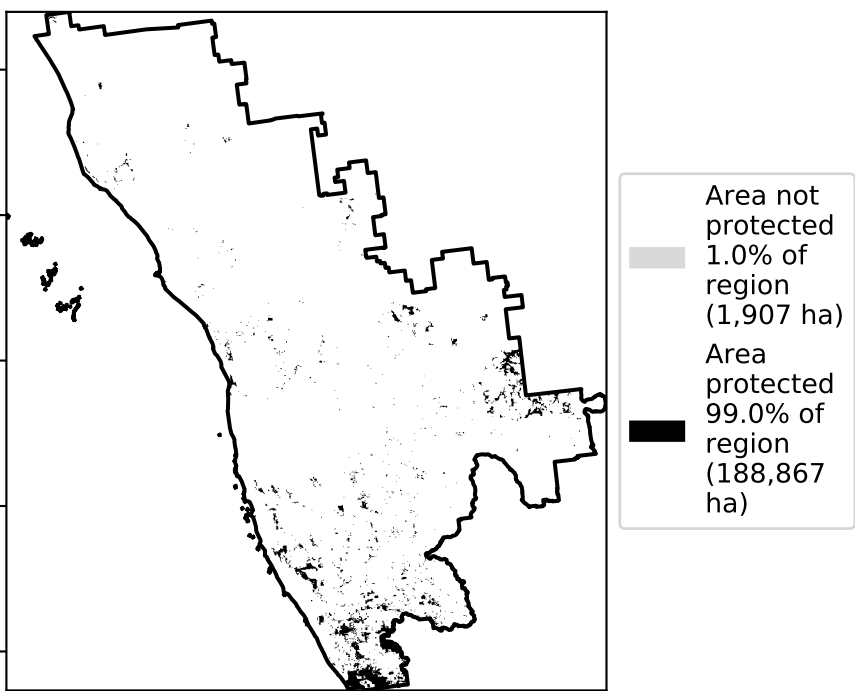 Area not
protected
1.0% of
region
(1,907 ha)
Area
protected
99.0% of
region
(188,867
ha)